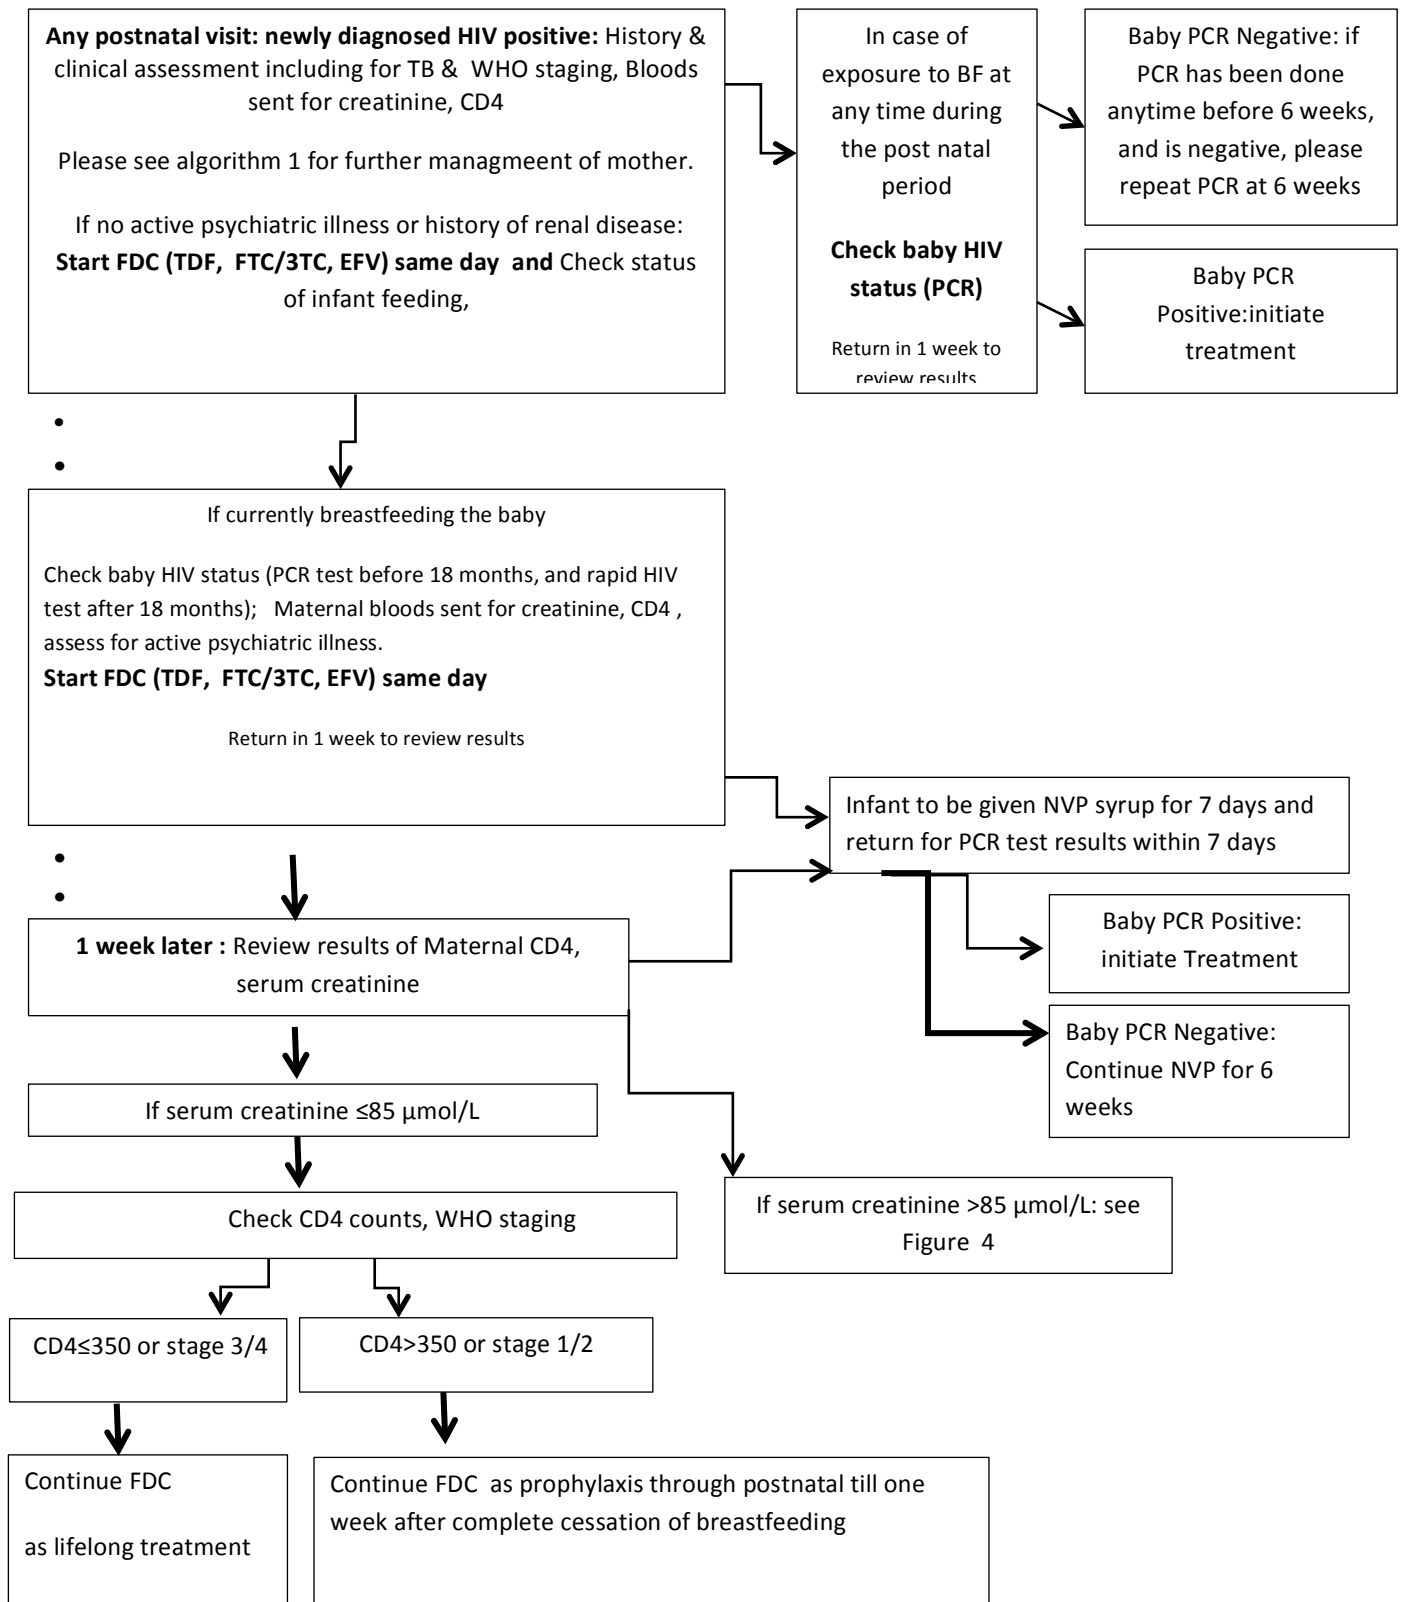 Any postnatal visit: newly diagnosed HIV positive: History &
clinical assessment including for TB & WHO staging, Bloods
sent for creatinine, CD4
Please see algorithm 1 for further managmeent of mother.
If no active psychiatric illness or history of renal disease:
Start FDC (TDF, FTC/3TC, EFV) same day and Check status
of infant feeding,
In case of
exposure to BF at
any time during
the post natal
period
Check baby HIV
status (PCR)
Return in 1 week to
review results
Baby PCR Negative: if
PCR has been done
anytime before 6 weeks,
and is negative, please
repeat PCR at 6 weeks
Baby PCR
Positive:initiate
treatment
If currently breastfeeding the baby
Check baby HIV status (PCR test before 18 months, and rapid HIV
test after 18 months); Maternal bloods sent for creatinine, CD4 ,
assess for active psychiatric illness.
Start FDC (TDF, FTC/3TC, EFV) same day
Return in 1 week to review results
Infant to be given NVP syrup for 7 days and
return for PCR test results within 7 days
Baby PCR Positive:
initiate Treatment
Baby PCR Negative:
Continue NVP for 6
weeks
1 week later : Review results of Maternal CD4,
serum creatinine
If serum creatinine ≤85 µmol/L
If serum creatinine >85 µmol/L: see
Figure 4
Check CD4 counts, WHO staging
CD4≤350 or stage 3/4
CD4>350 or stage 1/2
Continue FDC
as lifelong treatment
Continue FDC as prophylaxis through postnatal till one
week after complete cessation of breastfeeding